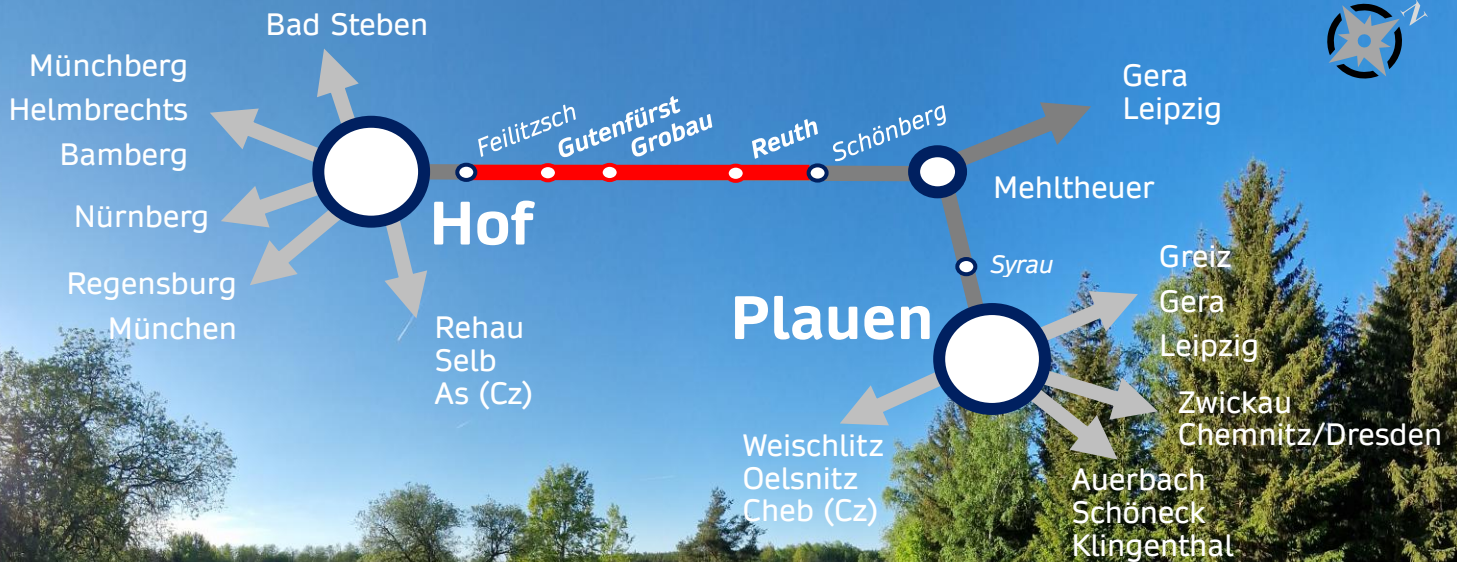 Bad Steben
N
Münchberg
Helmbrechts
Bamberg
Nürnberg
Regensburg
München
Hof
Rehau
Selb
As (Cz)
Feilitzsch
Gutenfürst
Grobau
Reuth
Schönberg
Gera
Leipzig
Mehltheuer
Syrau
Plauen
Greiz
Gera
Leipzig
Zwickau
Chemnitz/Dresden
Auerbach
Schöneck
Klingenthal
Weischlitz
Oelsnitz
Cheb (Cz)